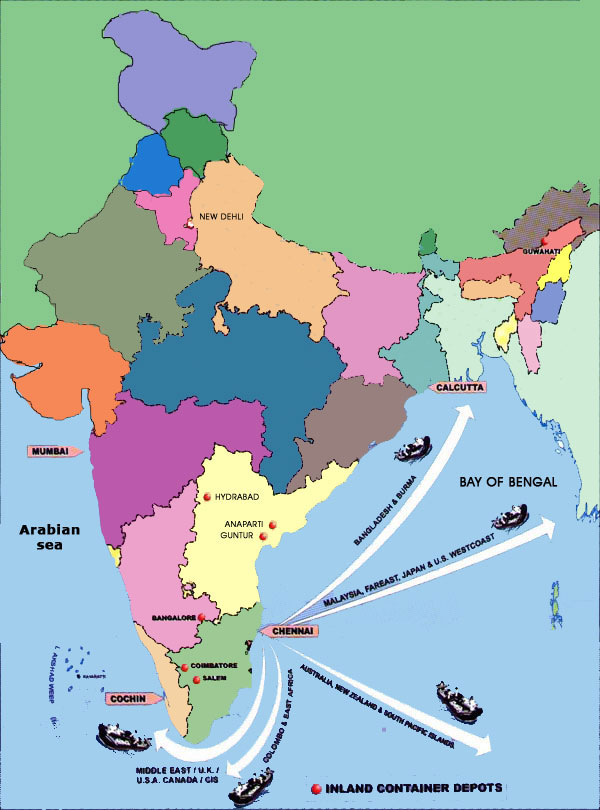 NEW DEHLI
GUWAHATI
CALCUTTA
MUMBAI
BAY OF BENGAL
HYDRABAD
BANGLADESH & BURMA
Arabian
sea
ANAPARTI
GUNTUR
MALAYSIA, FAREAST, JAPAN & U.S. WESTCOAST
BANGALORE
CHENNAI
LAKSHADWEEP
COIMBATORE
SALEM
COCHIN
AUSTRALIA, NEW ZEALAND & SOUTH PACIFIC ISLANDS.
COLOMBO & EAST AFRICA
MIDDLE EAST / U.K. /
U.S.A. CANADA / CIS
INLAND CONTAINER DEPOTS